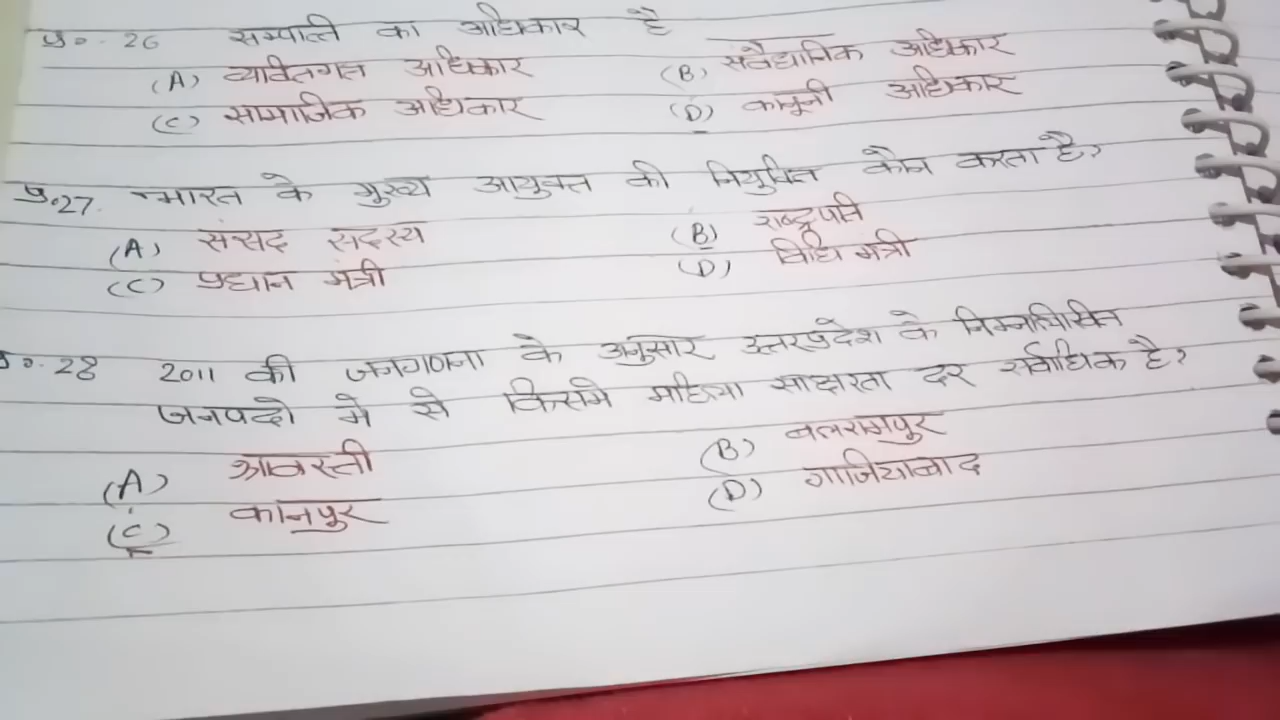 प्र०. 26 सम्पत्ति का अधिकार है
(A) व्यक्तिगत अधिकार (B) संवैधानिक अधिकार
(C) सामाजिक अधिकार (D) कानूनी अधिकार
प्र.27. भारत के मुख्य आयुक्त की नियुक्ति कौन करता है?
(A) संसद सदस्य (B) राष्ट्रपति
(C) प्रधान मंत्री (D) विधि मंत्री
प्र०. 28 2011 की जनगणना के अनुसार उत्तरप्रदेश के निम्नलिखित
जनपदो मे से किसमे महिला साक्षरता दर सर्वाधिक है?
(A) श्रावस्ती (B) बलरामपुर
(C) कानपुर (D) गाजियाबाद